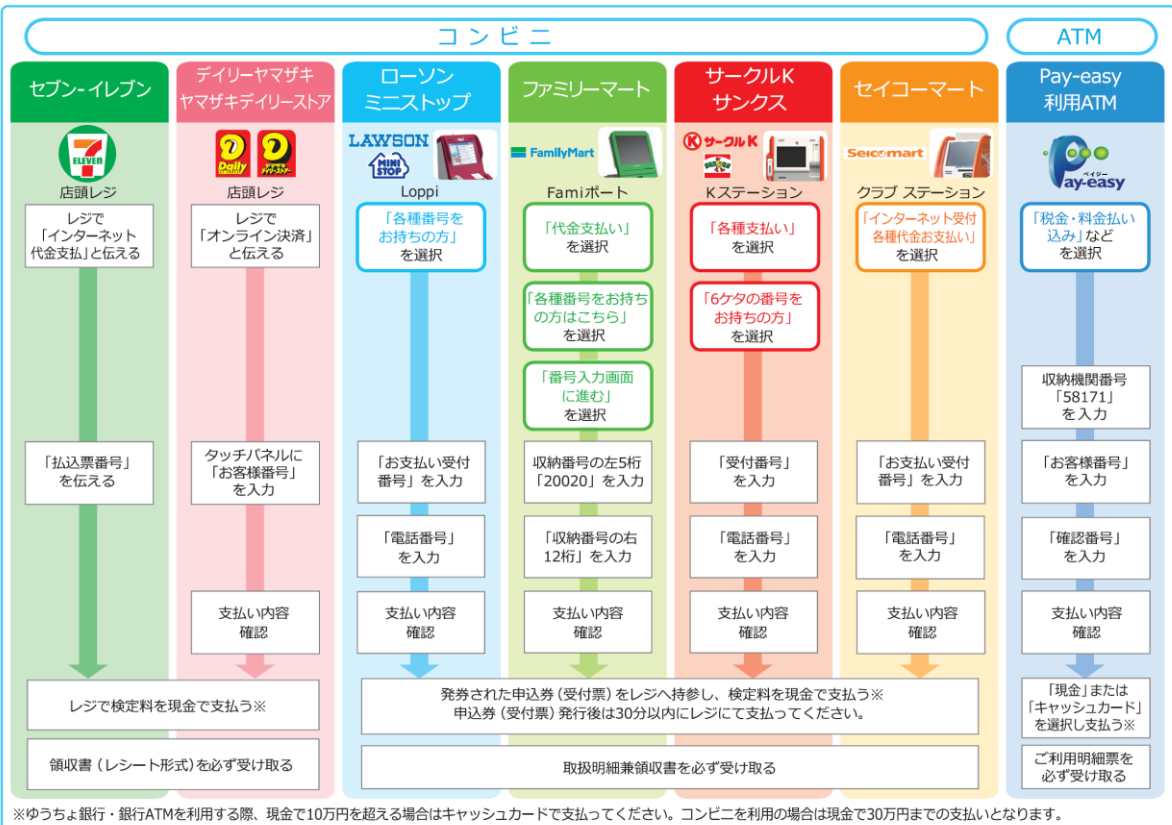 コンビニ
ATM
セブン-イレブン
7
ELEVEN
店頭レジ
レジで
「インターネット
代金支払」と伝える
「払込票番号」
を伝える
デイリーヤマザキ
ヤマザキデイリーストア
Daily
店頭レジ
レジで
「オンライン決済」
と伝える
タッチパネルに
「お客様番号」
を入力
支払い内容
確認
レジで検定料を現金で支払う※
領収書（レシート形式）を必ず受け取る
ローソン
ミニストップ
LAWSON
MINI
STOP
Loppi
「各種番号を
お持ちの方」
を選択
「お支払い受付
番号」を入力
「電話番号」
を入力
支払い内容
確認
ファミリーマート
FamilyMart
Famiポート
「代金支払い」
を選択
「各種番号をお持ち
の方はこちら」
を選択
「番号入力画面
に進む」
を選択
収納番号の左5桁
「20020」を入力
「収納番号の右
12桁」を入力
支払い内容
確認
サークルK
サンクス
K サークルK
Kステーション
「各種支払い」
を選択
「6ケタの番号を
お持ちの方」
を選択
「受付番号」
を入力
「電話番号」
を入力
支払い内容
確認
セイコーマート
Seicomart
クラブ ステーション
「インターネット受付
各種代金お支払い」
を選択
「お支払い受付
番号」を入力
「電話番号」
を入力
支払い内容
確認
発券された申込券（受付票）をレジへ持参し、検定料を現金で支払う※
申込券（受付票）発行後は30分以内にレジにて支払ってください。
取扱明細兼領収書を必ず受け取る
Pay-easy
利用ATM
ペイジー
Pay-easy
「税金・料金払い
込み」など
を選択
収納機関番号
「58171」
を入力
「お客様番号」
を入力
「確認番号」
を入力
支払い内容
確認
「現金」または
「キャッシュカード」
を選択し支払う※
ご利用明細票を
必ず受け取る
※ゆうちょ銀行・銀行ATMを利用する際、現金で10万円を超える場合はキャッシュカードで支払ってください。コンビニを利用の場合は現金で30万円までの支払いとなります。